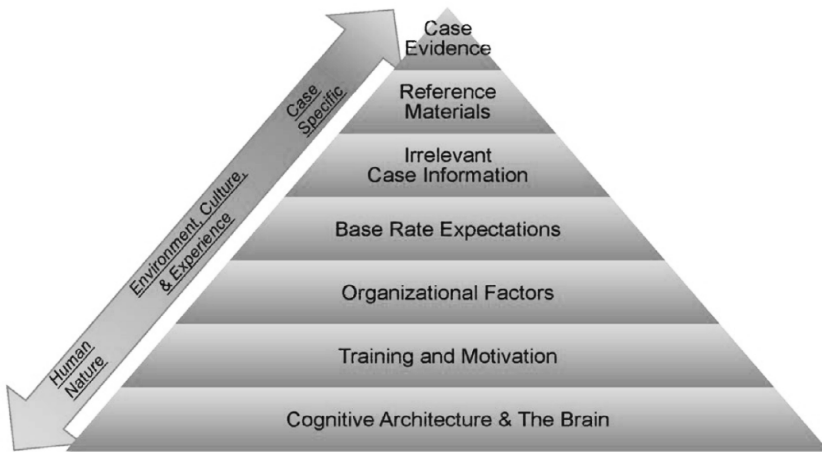 Case
Evidence
Reference
Materials
Irrelevant
Case Information
Base Rate Expectations
Organizational Factors
Training and Motivation
Cognitive Architecture & The Brain
Case
Specific
Environment, Culture,
& Experience
Human
Nature